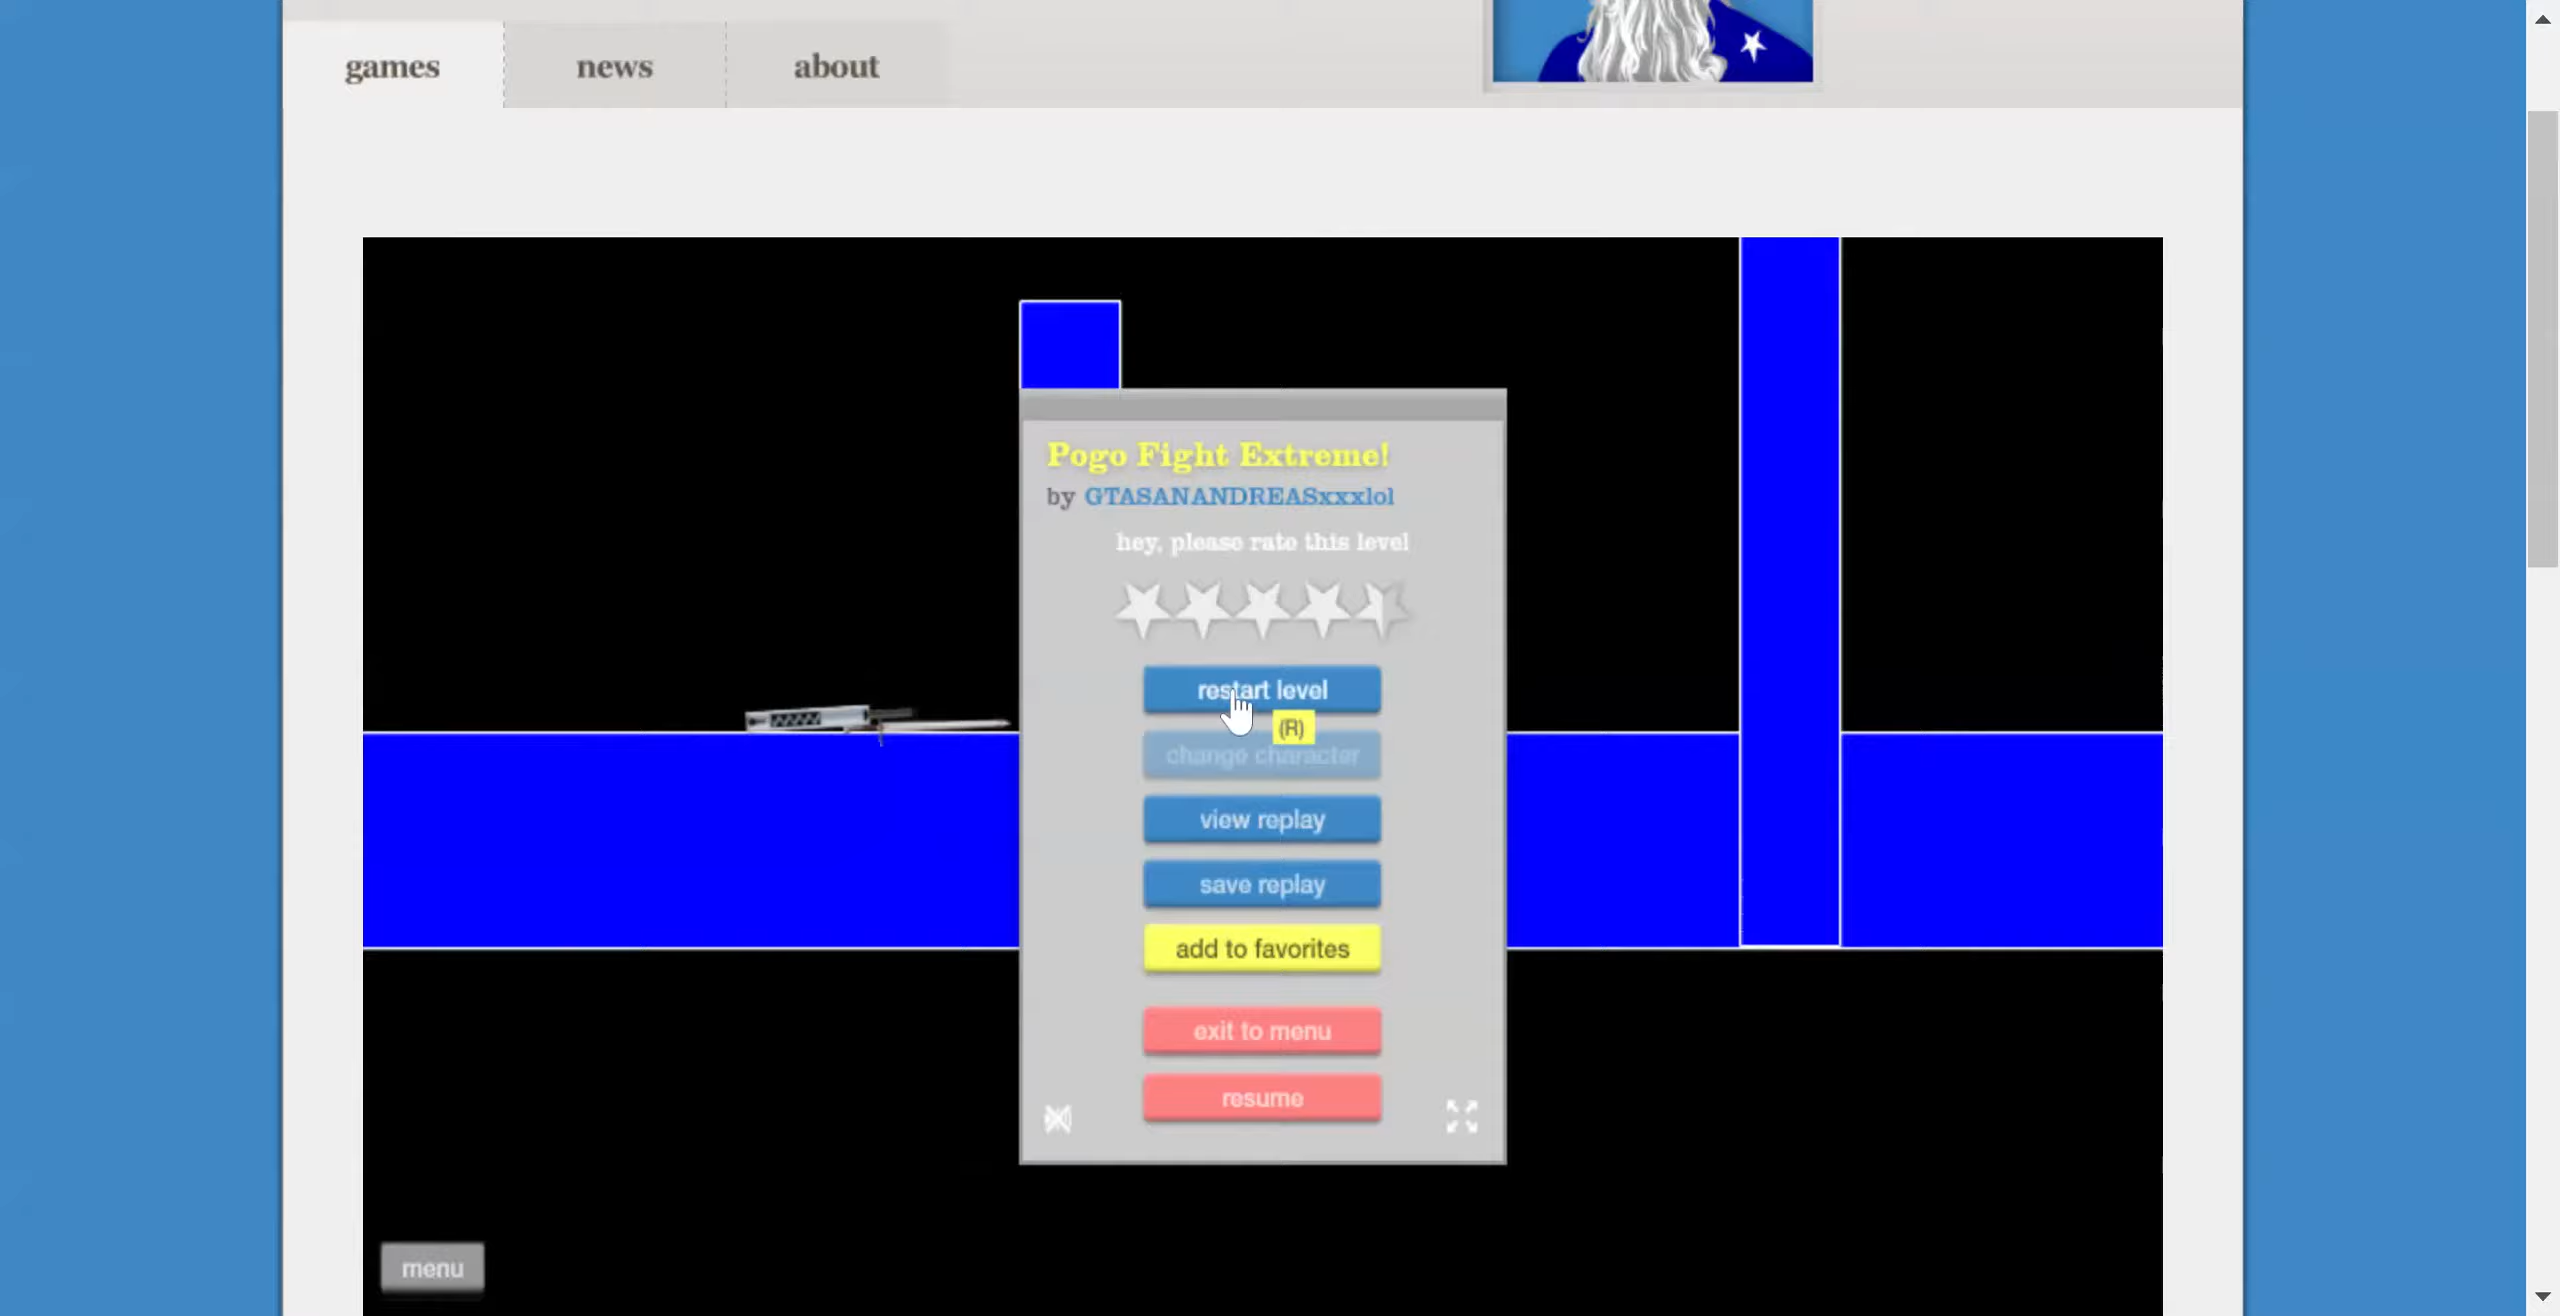 games
news
about
Pogo Fight Extreme!
by GTASANANDREASxxxlol
hey, please rate this level
restart level
(R)
change character
view replay
save replay
add to favorites
exit to menu
resume
menu